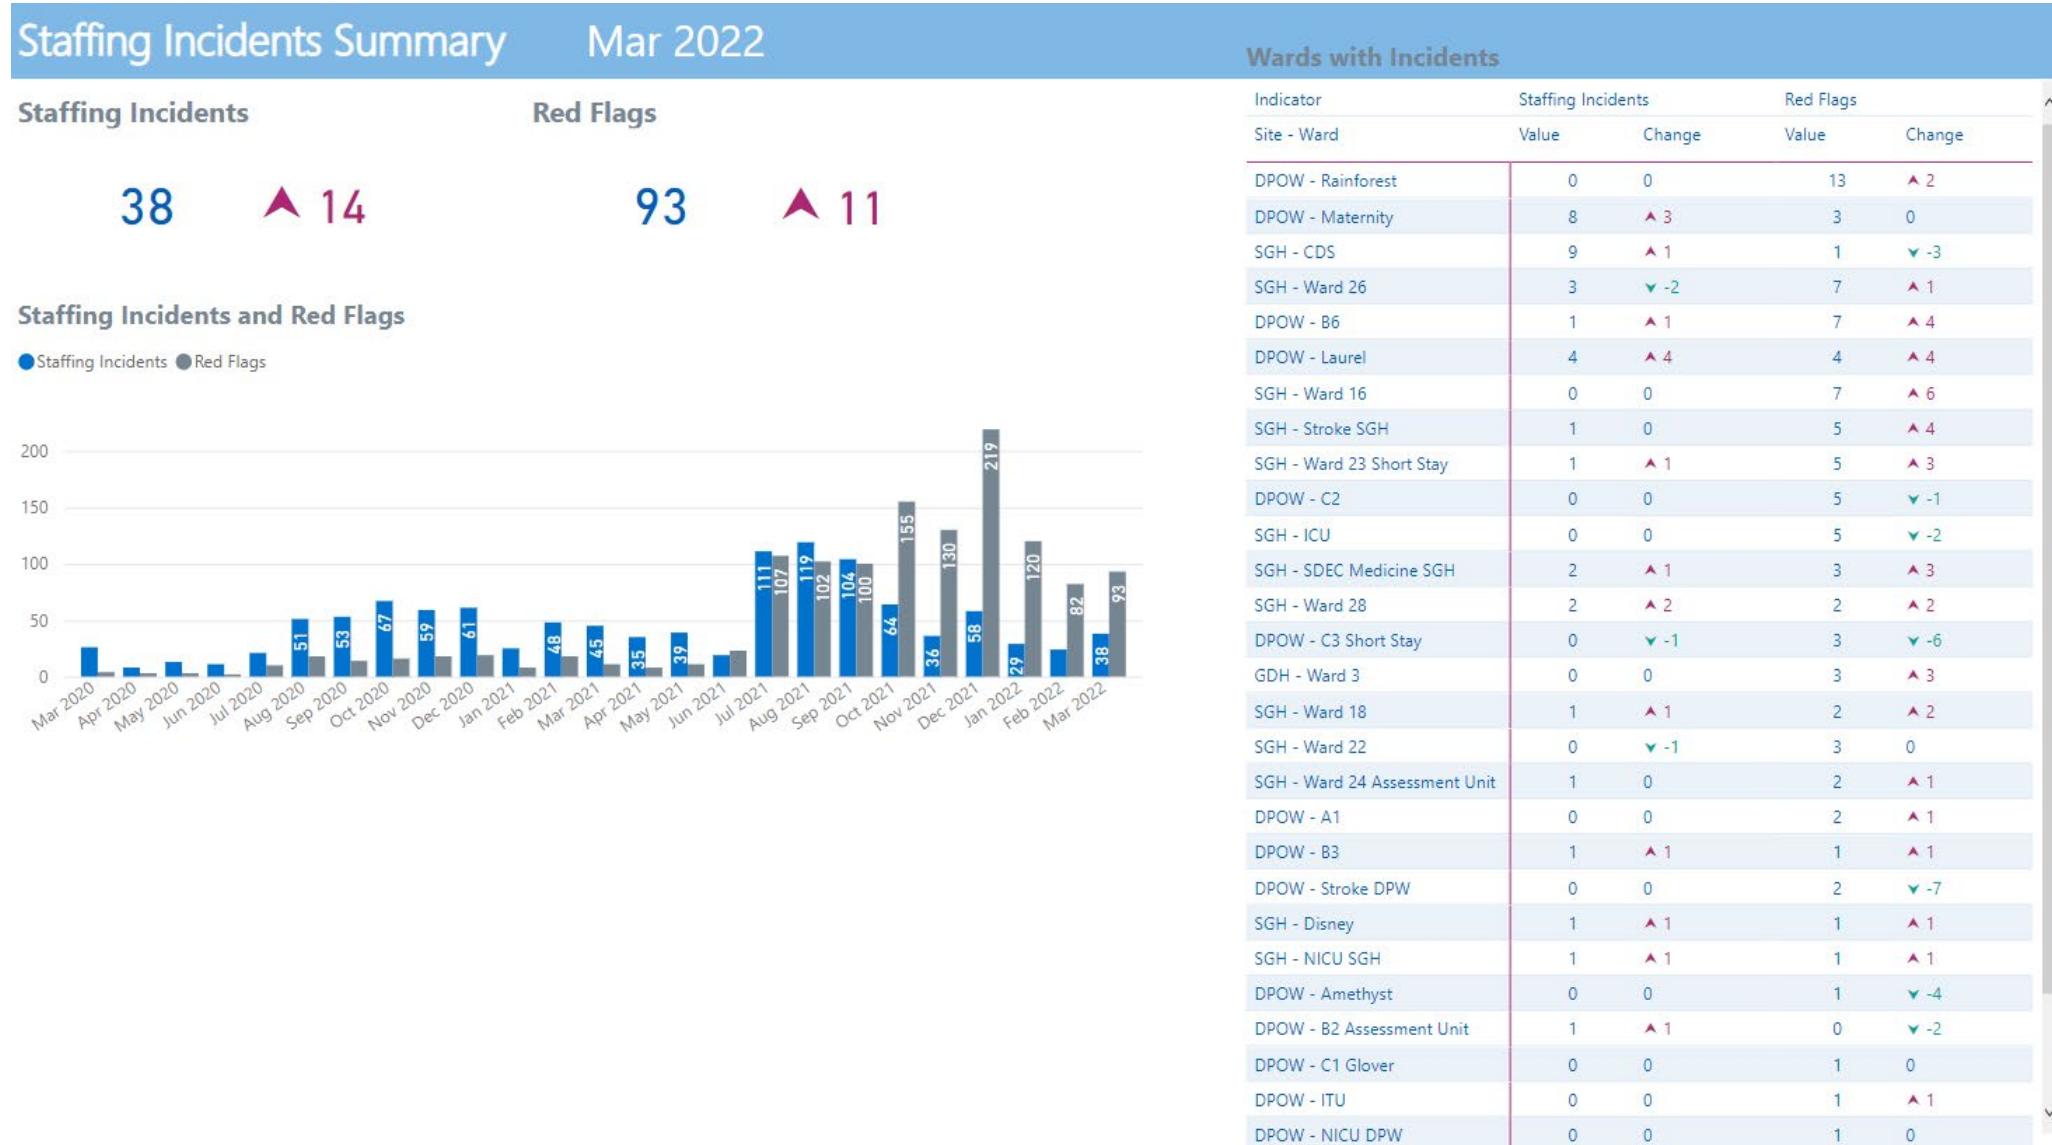 Staffing Incidents Summary Mar 2022
Staffing Incidents Red Flags
38 14 93 11
Staffing Incidents and Red Flags
Staffing Incidents Red Flags
200
150
100
50
0
51 53 67 59 61 48 45 35 39 111 107 119 102 104 100 64 155 36 130 58 219 29 120 82 38 93
Mar 2020 Apr 2020 May 2020 Jun 2020 Jul 2020 Aug 2020 Sep 2020 Oct 2020 Nov 2020 Dec 2020 Jan 2021 Feb 2021 Mar 2021 Apr 2021 May 2021 Jun 2021 Jul 2021 Aug 2021 Sep 2021 Oct 2021 Nov 2021 Dec 2021 Jan 2022 Feb 2022 Mar 2022
Wards with Incidents
Indicator Staffing Incidents Red Flags
Site - Ward Value Change Value Change
DPOW - Rainforest 0 0 13 2
DPOW - Maternity 8 3 3 0
SGH - CDS 9 1 1 -3
SGH - Ward 26 3 -2 7 1
DPOW - B6 1 1 7 4
DPOW - Laurel 4 4 4 4
SGH - Ward 16 0 0 7 6
SGH - Stroke SGH 1 0 5 4
SGH - Ward 23 Short Stay 1 1 5 3
DPOW - C2 0 0 5 -1
SGH - ICU 0 0 5 -2
SGH - SDEC Medicine SGH 2 1 3 3
SGH - Ward 28 2 2 2 2
DPOW - C3 Short Stay 0 -1 3 -6
GDH - Ward 3 0 0 3 3
SGH - Ward 18 1 1 2 2
SGH - Ward 22 0 -1 3 0
SGH - Ward 24 Assessment Unit 1 0 2 1
DPOW - A1 0 0 2 1
DPOW - B3 1 1 1 1
DPOW - Stroke DPW 0 0 2 -7
SGH - Disney 1 1 1 1
SGH - NICU SGH 1 1 1 1
DPOW - Amethyst 0 0 1 -4
DPOW - B2 Assessment Unit 1 1 0 -2
DPOW - C1 Glover 0 0 1 0
DPOW - ITU 0 0 1 1
DPOW - NICU DPW 0 0 1 0